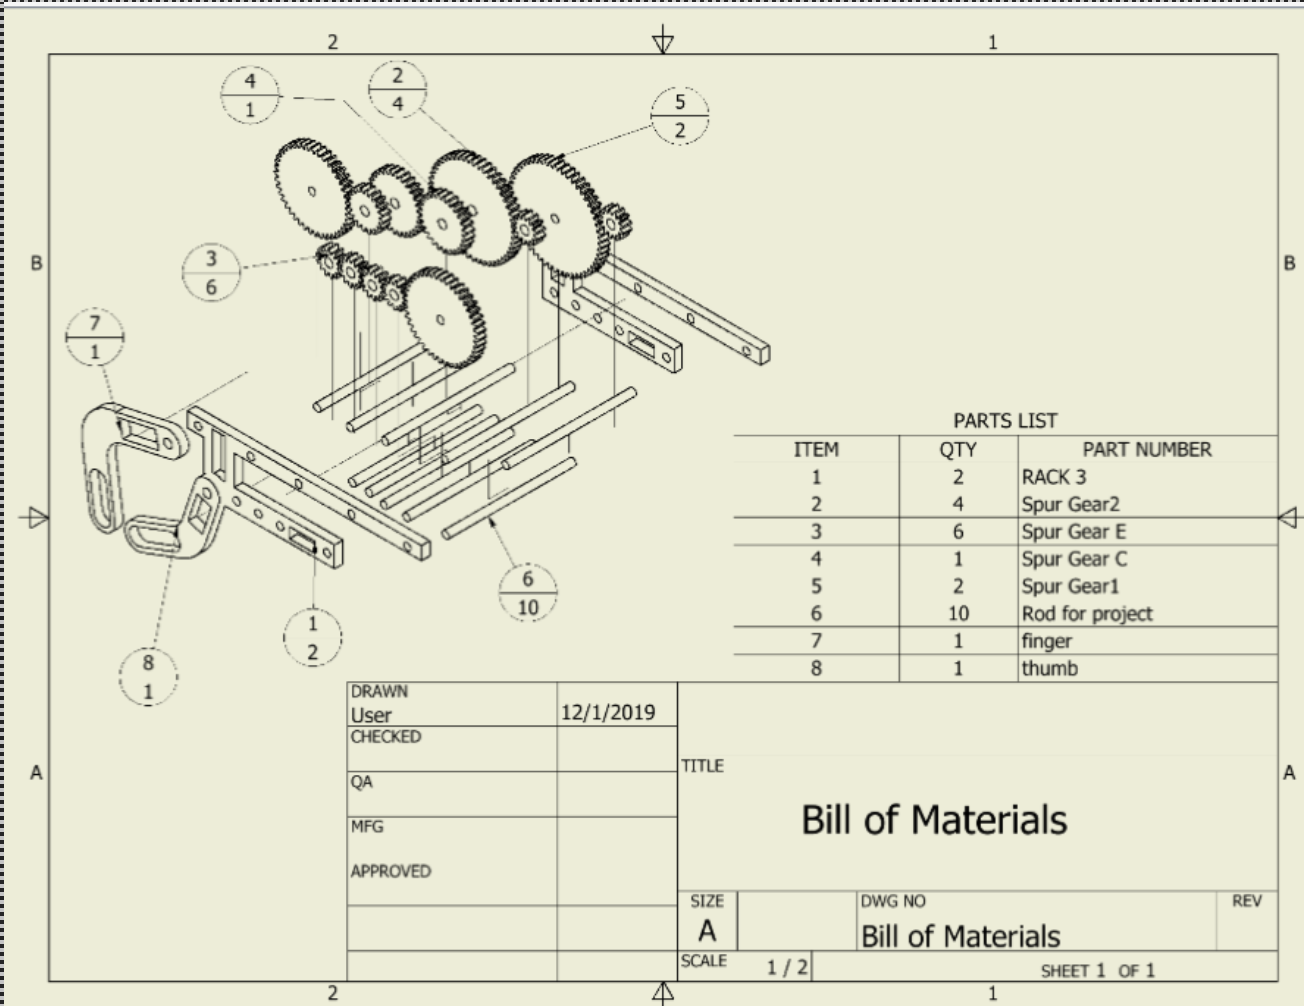 2 1
4
1
2
4
5
2
3
6
B B
7
1
PARTS LIST
ITEM QTY PART NUMBER
1 2 RACK 3
2 4 Spur Gear2
3 6 Spur Gear E
4 1 Spur Gear C
5 2 Spur Gear1
6 10 Rod for project
7 1 finger
8 1 thumb
6
10
1
2
8
1
DRAWN
User 12/1/2019
CHECKED
QA
MFG
APPROVED
A A
TITLE
Bill of Materials
SIZE
A
DWG NO
Bill of Materials
REV
SCALE 1 / 2
SHEET 1 OF 1
2 1